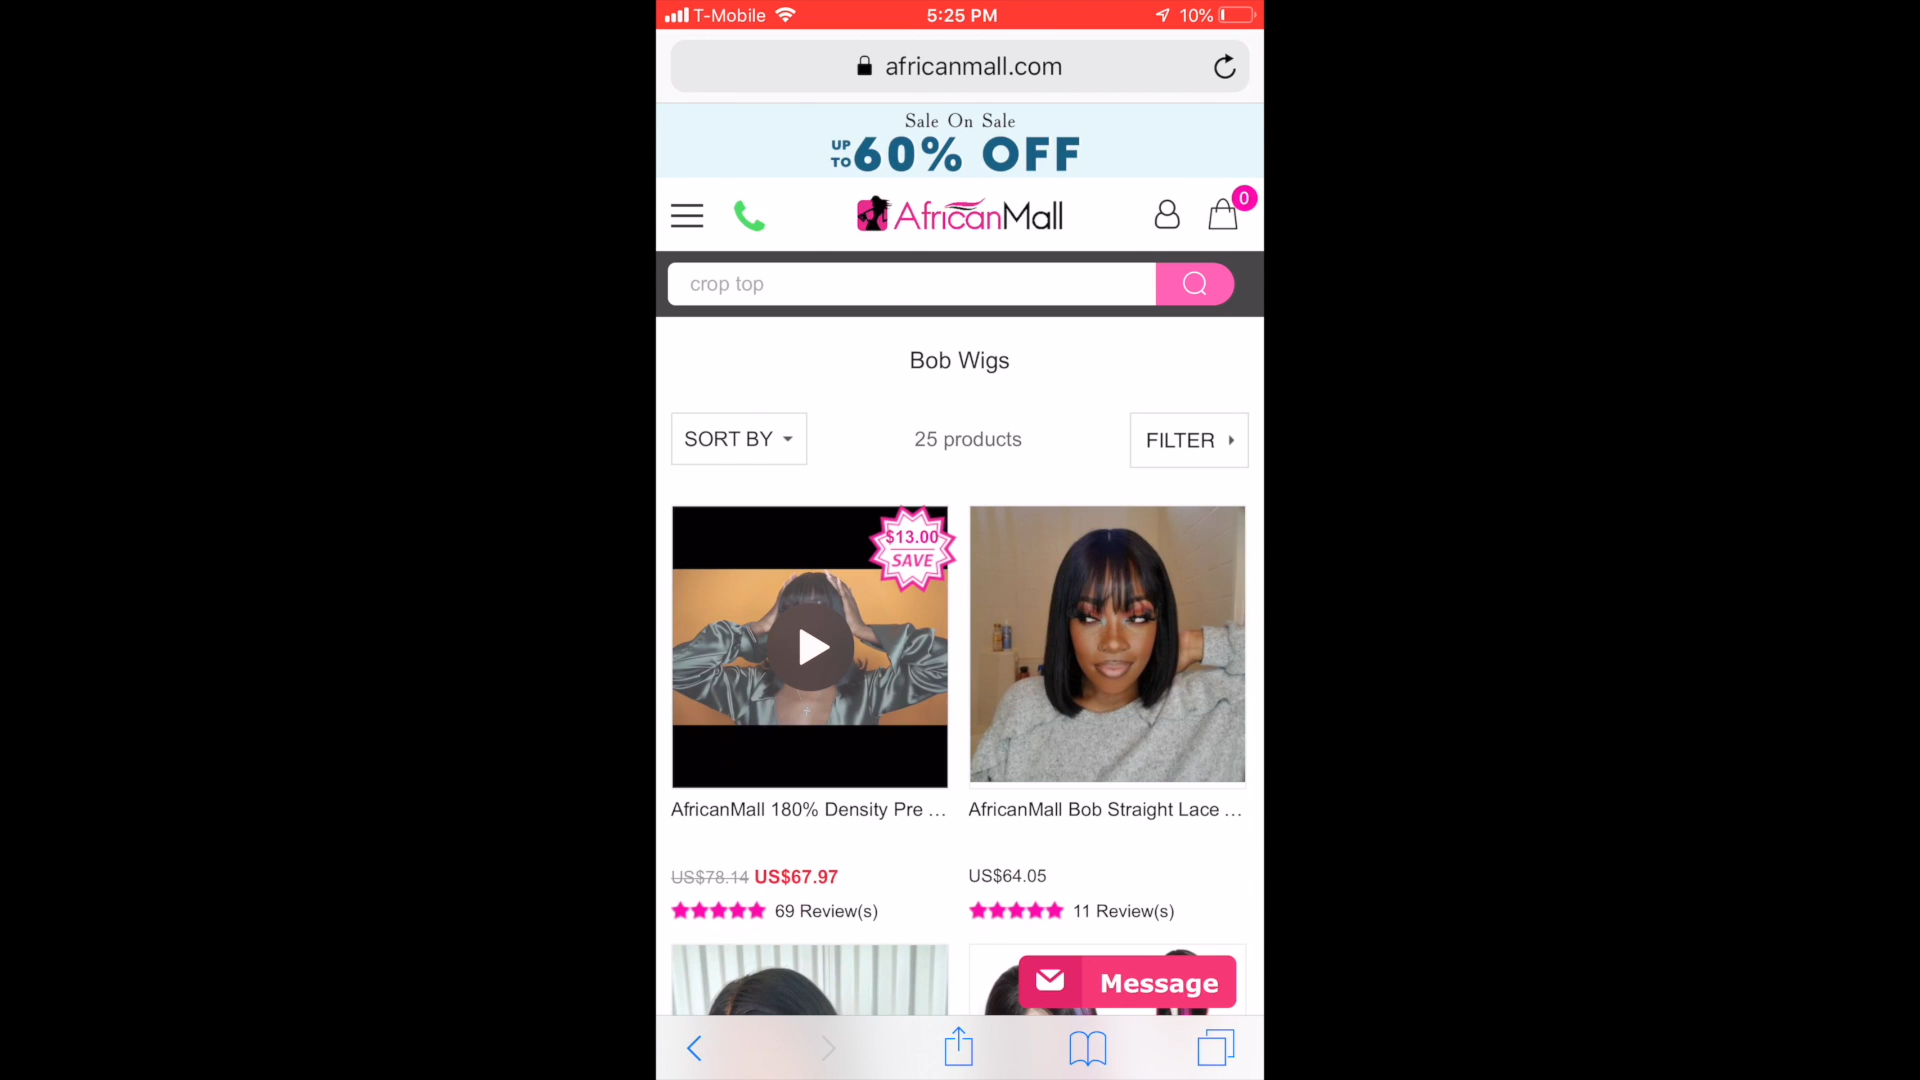 T-Mobile 5:25 PM 10%
africanmall.com
Sale On Sale
UP TO 60% OFF
AfricanMall 0
crop top
Bob Wigs
SORT BY 25 products FILTER
$13.00
SAVE
AfricanMall 180% Density Pre ... AfricanMall Bob Straight Lace ...
US$78.14 US$67.97 US$64.05
69 Review(s) 11 Review(s)
Message